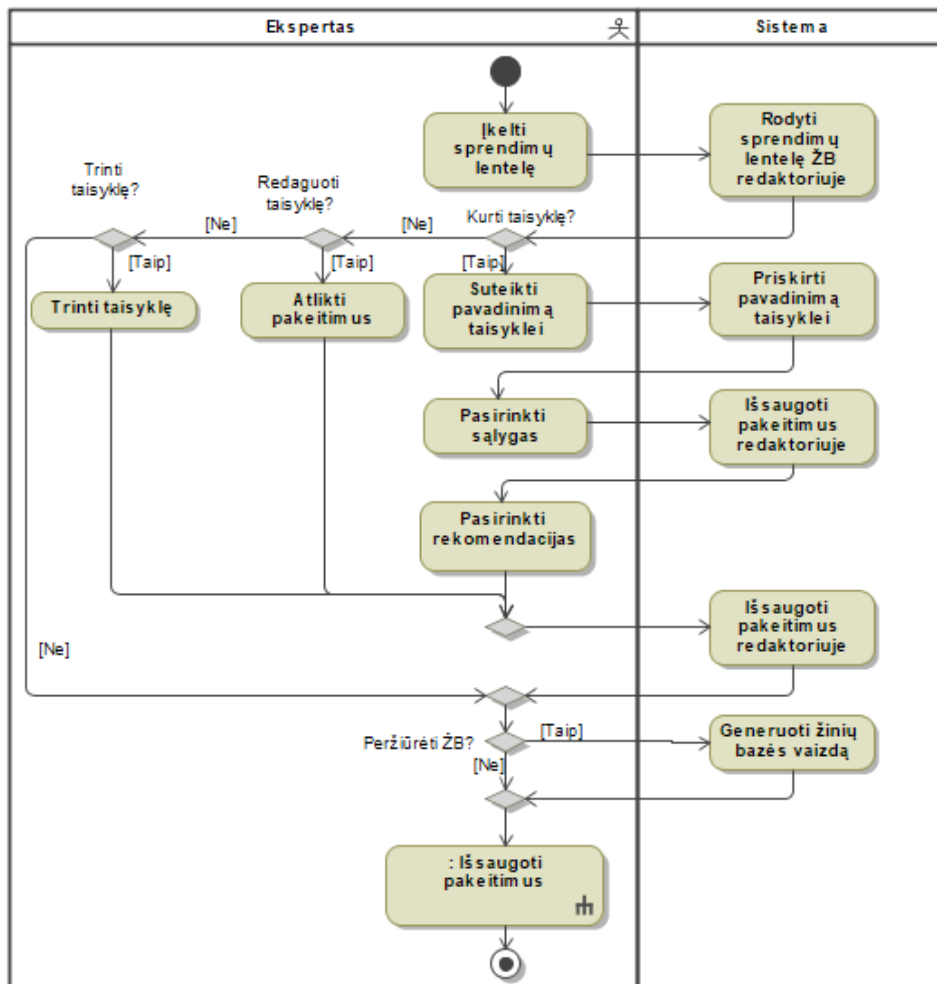 Ekspertas
Sistema
Įkelti
sprendimų
lentelę
Rodyti
sprendimų
lentelę ŽB
redaktoriuje
Trinti
taisyklę?
Redaguoti
taisyklę?
Kurti taisyklę?
[Ne]
[Ne]
[Taip]
[Taip]
[Taip]
Trinti taisyklę
Atlikti
pakeitimus
Suteikti
pavadinimą
taisyklei
Priskirti
pavadinimą
taisyklei
Pasirinkti
sąlygas
Išsaugoti
pakeitimus
redaktoriuje
Pasirinkti
rekomendacijas
Išsaugoti
pakeitimus
redaktoriuje
[Ne]
Peržiūrėti ŽB?
[Taip]
[Ne]
Generuoti žinių
bazės vaizdą
: Išsaugoti
pakeitimus